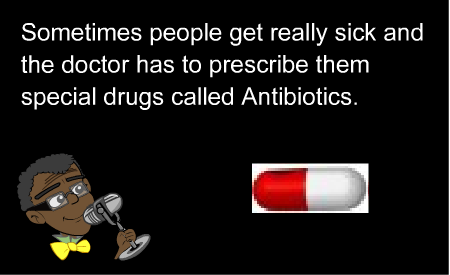 Sometimes people get really sick and
the doctor has to prescribe them
special drugs called Antibiotics.